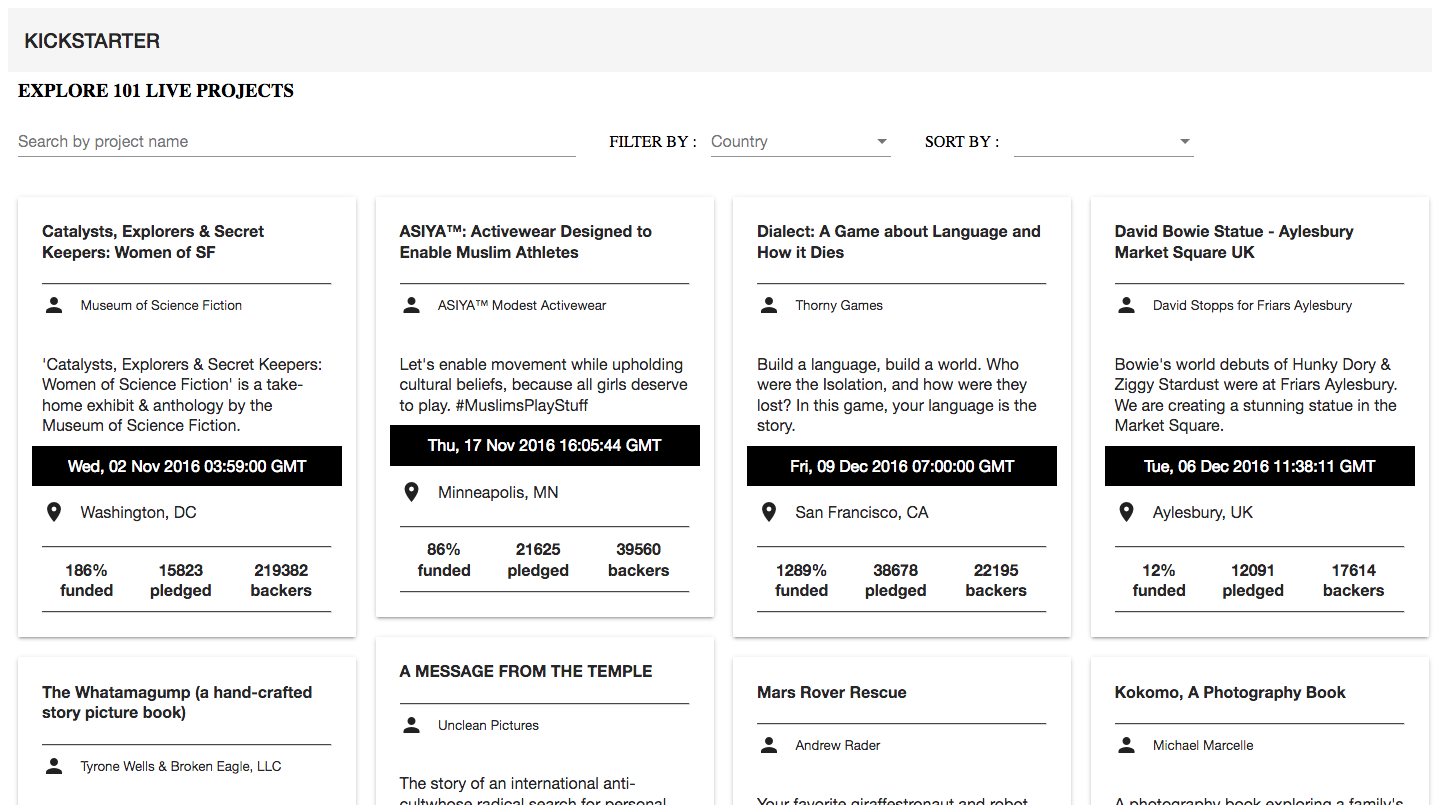 KICKSTARTER
EXPLORE 101 LIVE PROJECTS
Search by project name
FILTER BY :
Country
SORT BY :
Catalysts, Explorers & Secret
Keepers: Women of SF
Museum of Science Fiction
'Catalysts, Explorers & Secret Keepers:
Women of Science Fiction' is a take-
home exhibit & anthology by the
Museum of Science Fiction.
Wed, 02 Nov 2016 03:59:00 GMT
Washington, DC
186% 15823 219382
funded pledged backers
ASIYA™: Activewear Designed to
Enable Muslim Athletes
ASIYA™ Modest Activewear
Let's enable movement while upholding
cultural beliefs, because all girls deserve
to play. #MuslimsPlayStuff
Thu, 17 Nov 2016 16:05:44 GMT
Minneapolis, MN
86% 21625 39560
funded pledged backers
Dialect: A Game about Language and
How it Dies
Thorny Games
Build a language, build a world. Who
were the Isolation, and how were they
lost? In this game, your language is the
story.
Fri, 09 Dec 2016 07:00:00 GMT
San Francisco, CA
1289% 38678 22195
funded pledged backers
David Bowie Statue - Aylesbury
Market Square UK
David Stopps for Friars Aylesbury
Bowie's world debuts of Hunky Dory &
Ziggy Stardust were at Friars Aylesbury.
We are creating a stunning statue in the
Market Square.
Tue, 06 Dec 2016 11:38:11 GMT
Aylesbury, UK
12% 12091 17614
funded pledged backers
The Whatamagump (a hand-crafted
story picture book)
Tyrone Wells & Broken Eagle, LLC
A MESSAGE FROM THE TEMPLE
Unclean Pictures
The story of an international anti-
cultwhose radical search for personal
Mars Rover Rescue
Andrew Rader
Your favorite giraffestronaut and robot
Kokomo, A Photography Book
Michael Marcelle
A photography book exploring a family's